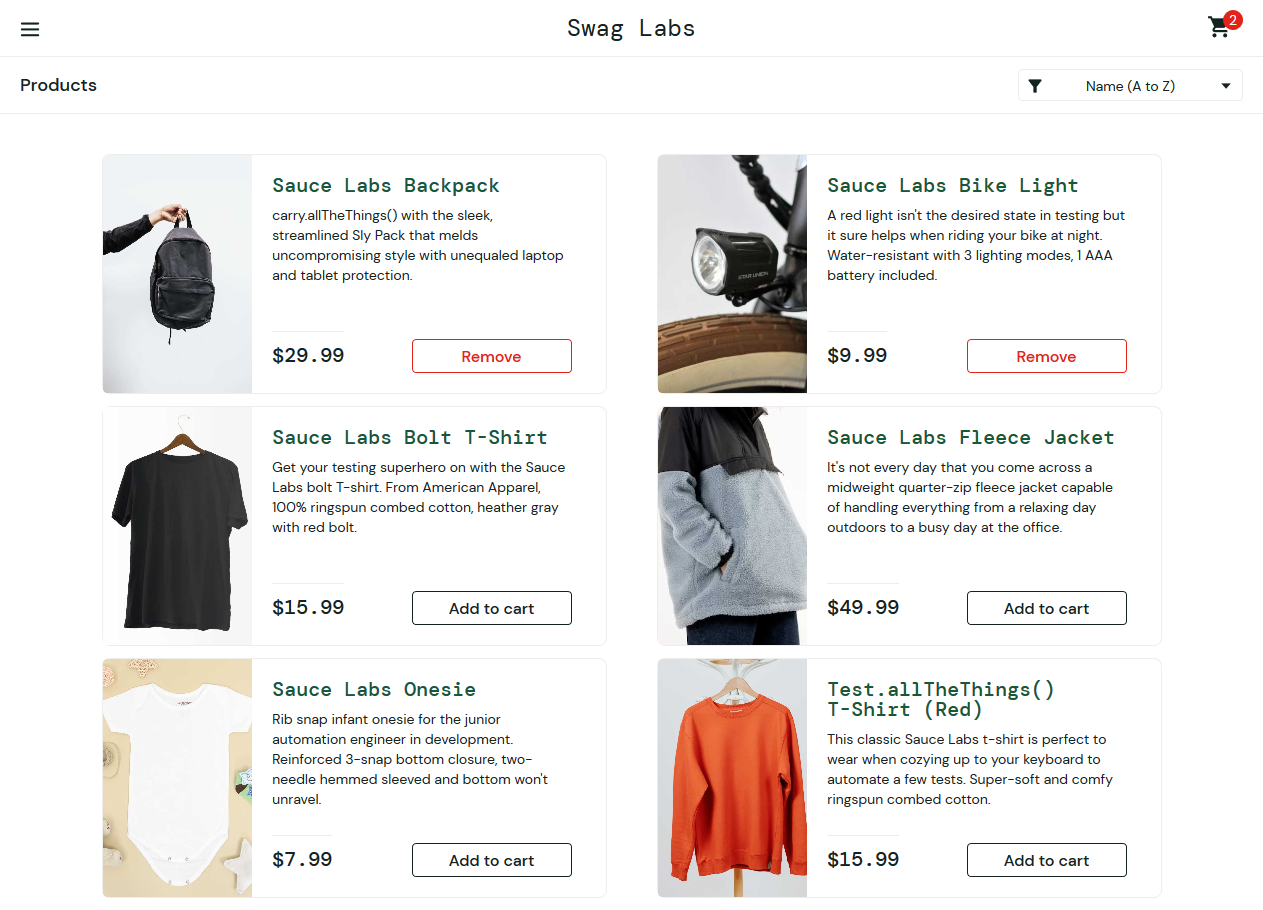 Swag Labs
2
Products
Name (A to Z)
Sauce Labs Backpack
carry.allTheThings() with the sleek,
streamlined Sly Pack that melds
uncompromising style with unequaled laptop
and tablet protection.
$29.99
Remove
Sauce Labs Bike Light
A red light isn't the desired state in testing but
it sure helps when riding your bike at night.
Water-resistant with 3 lighting modes, 1 AAA
battery included.
STAR UNION
$9.99
Remove
Sauce Labs Bolt T-Shirt
Get your testing superhero on with the Sauce
Labs bolt T-shirt. From American Apparel,
100% ringspun combed cotton, heather gray
with red bolt.
$15.99
Add to cart
Sauce Labs Fleece Jacket
It's not every day that you come across a
midweight quarter-zip fleece jacket capable
of handling everything from a relaxing day
outdoors to a busy day at the office.
$49.99
Add to cart
Sauce Labs Onesie
Rib snap infant onesie for the junior
automation engineer in development.
Reinforced 3-snap bottom closure, two-
needle hemmed sleeved and bottom won't
unravel.
$7.99
Add to cart
Test.allTheThings()
T-Shirt (Red)
This classic Sauce Labs t-shirt is perfect to
wear when cozying up to your keyboard to
automate a few tests. Super-soft and comfy
ringspun combed cotton.
$15.99
Add to cart